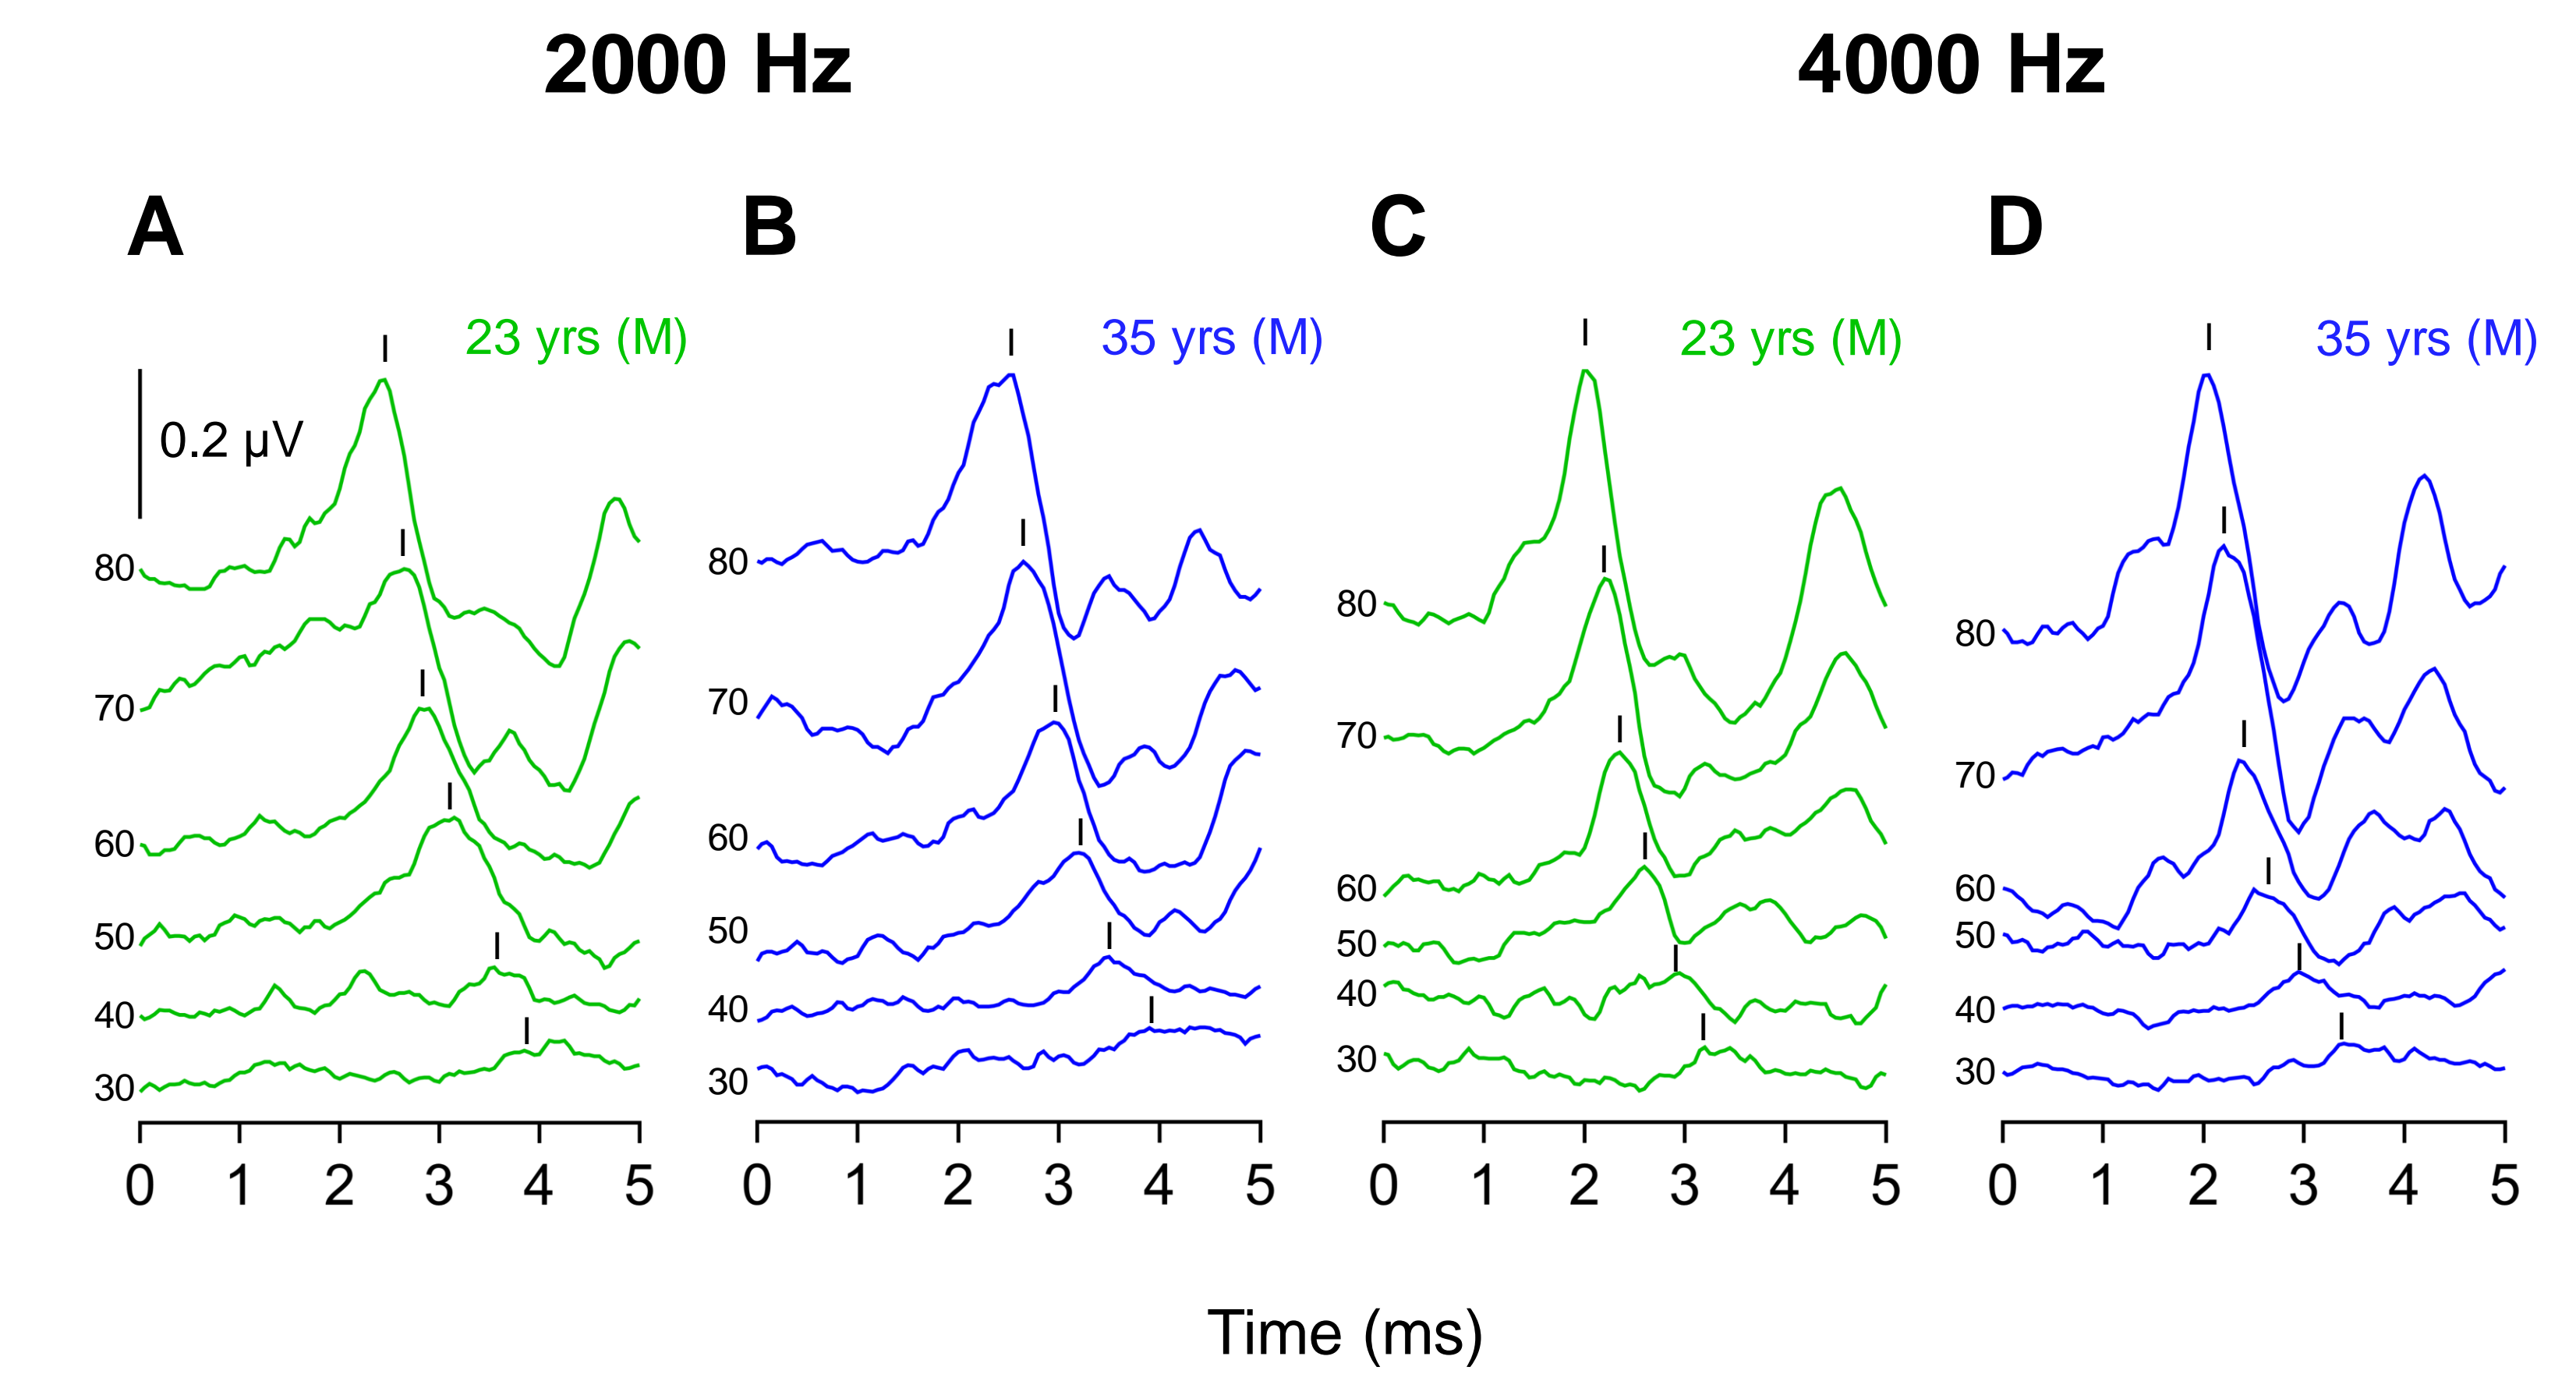 2000 Hz 4000 Hz
A B C D
23 yrs (M) 35 yrs (M) 23 yrs (M) 35 yrs (M)
I I I I
0.2 µV
I I I I
80 80 80 80
I I I I
70 70 70 70
I I I I
60 60 60 60
I I I I
50 50 50 50
I I I I
40 40 40 40
30 30 30 30
0 1 2 3 4 5 0 1 2 3 4 5 0 1 2 3 4 5 0 1 2 3 4 5
Time (ms)